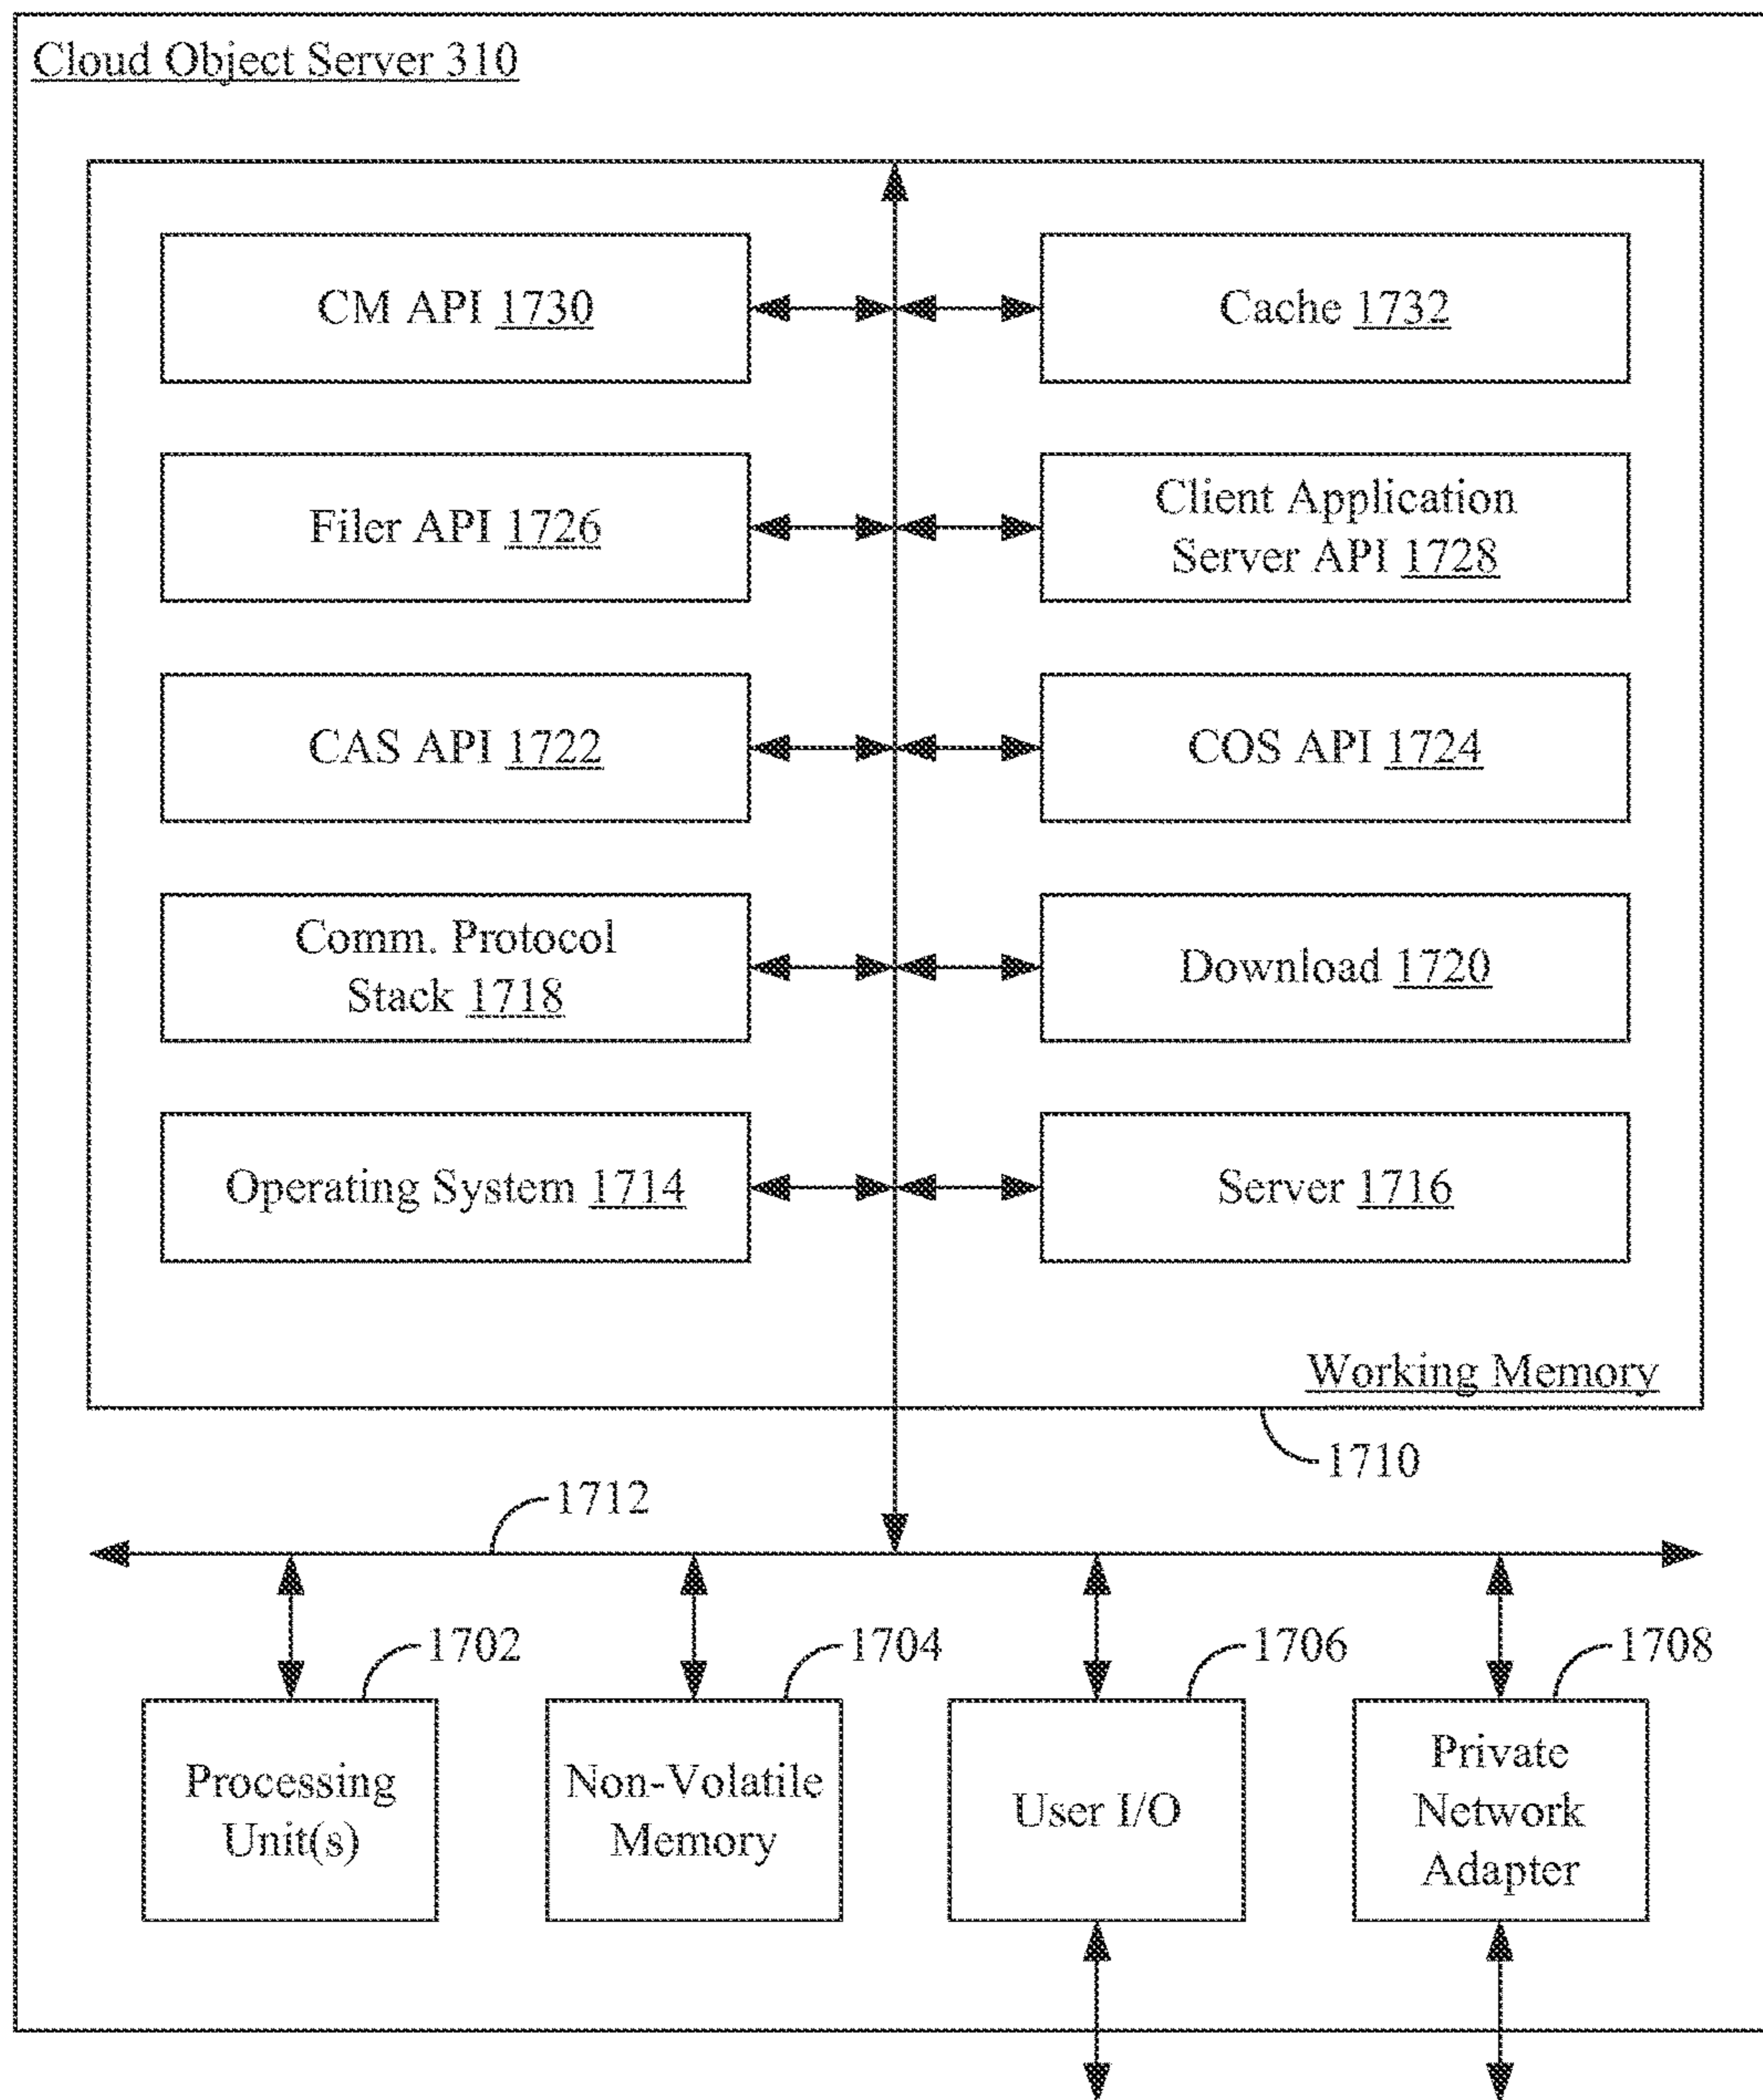 Cloud Object Server 310
CM API 1730
Cache 1732
Filer API 1726
Client Application
Server API 1728
CAS API 1722
COS API 1724
Comm. Protocol
Stack 1718
Download 1720
Operating System 1714
Server 1716
Working Memory
1710
1712
1702
1704
1706
1708
Processing
Unit(s)
Non-Volatile
Memory
User I/O
Private
Network
Adapter